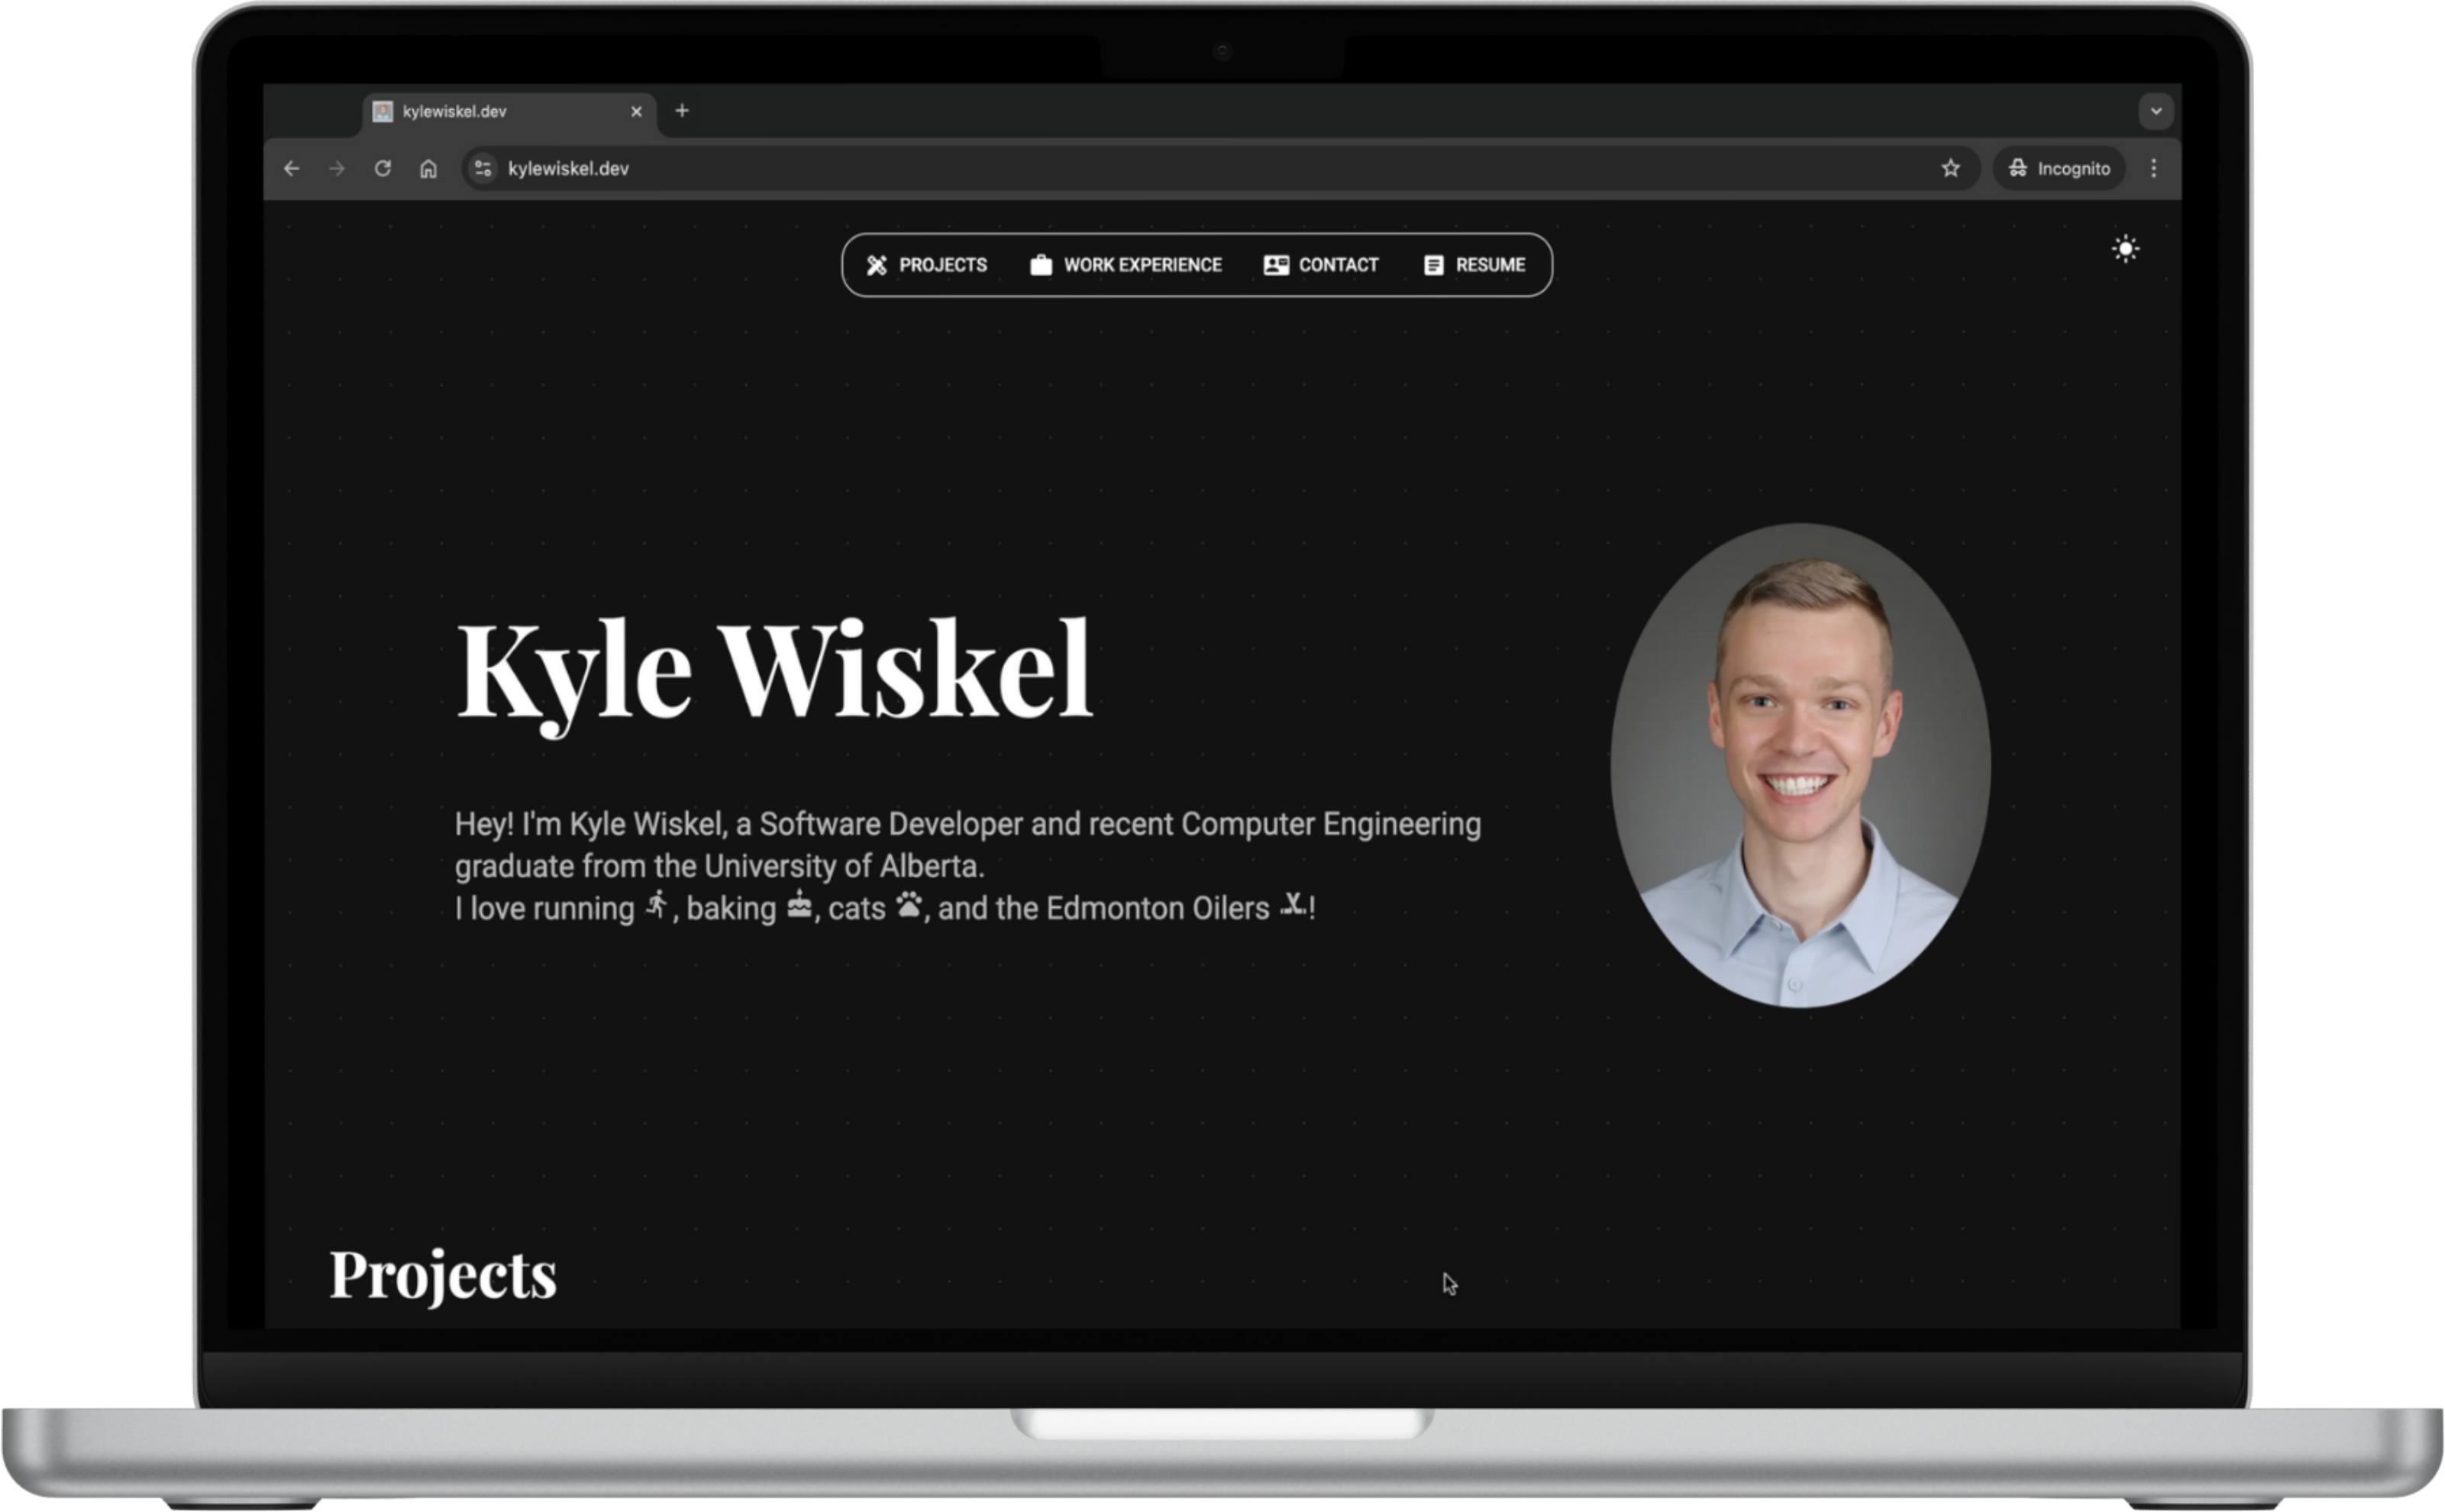 kylewiskel.dev
kylewiskel.dev
Incognito
PROJECTS WORK EXPERIENCE CONTACT RESUME
Kyle Wiskel
Hey! I'm Kyle Wiskel, a Software Developer and recent Computer Engineering
graduate from the University of Alberta.
I love running , baking , cats , and the Edmonton Oilers !
Projects